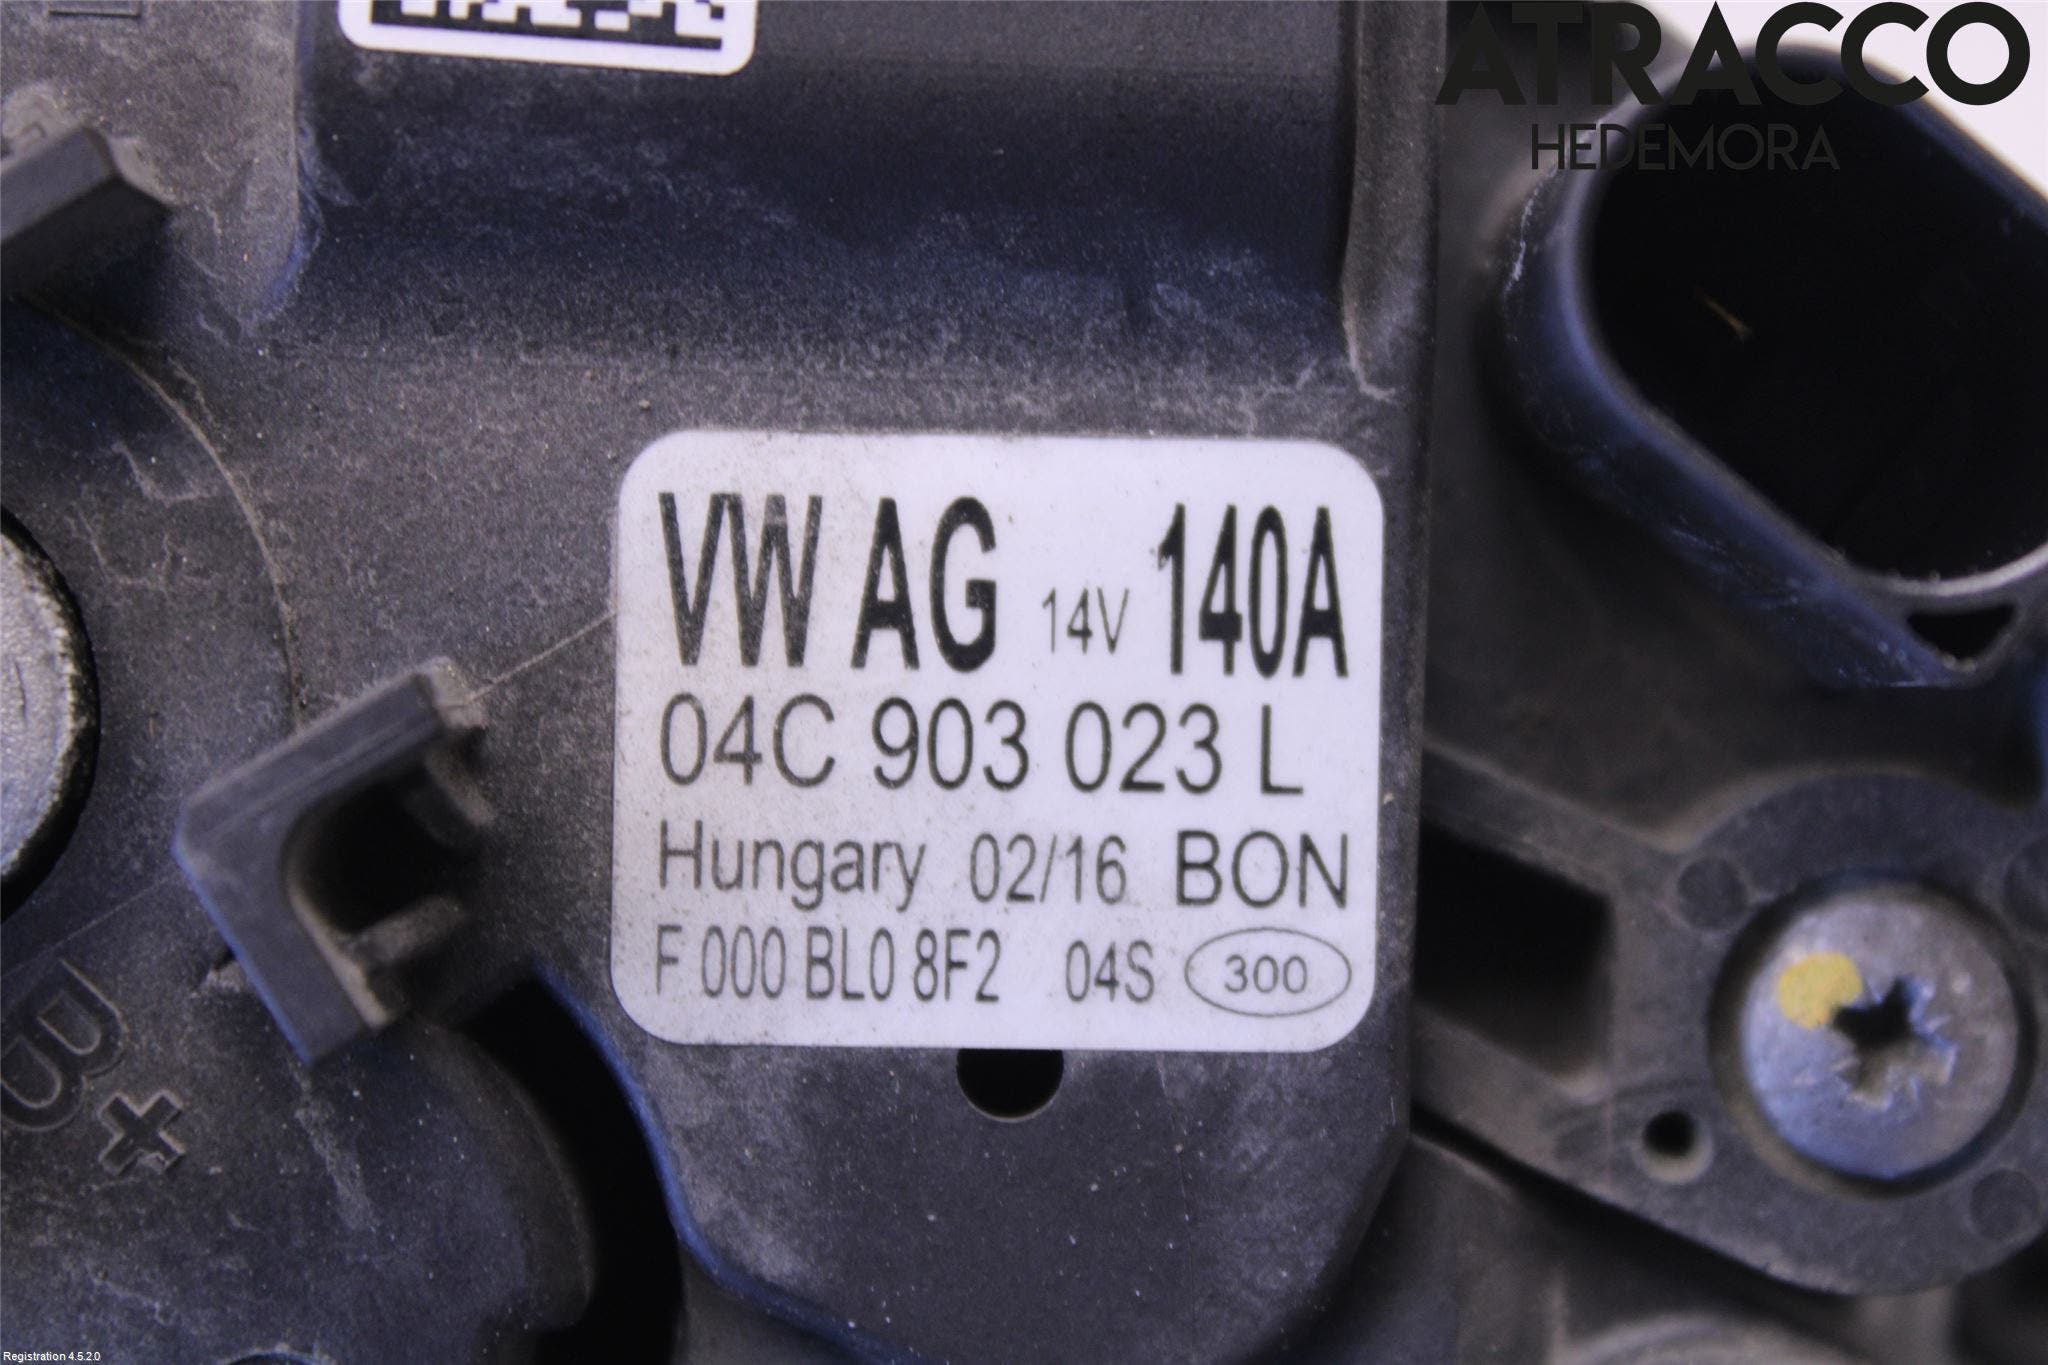 ATRACCO
HEDEMORA
VW AG 14V 140A
04C 903 023 L
Hungary 02/16 BON
F 000 BL0 8F2 04S 300
B+
Registration 4.5.2.0